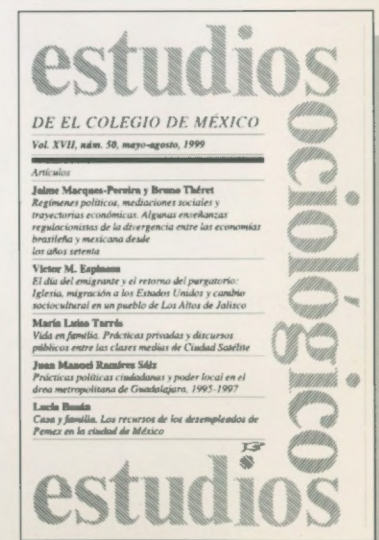 estudios
sociológicos
DE EL COLEGIO DE MÉXICO
Vol. XVII, núm. 50, mayo-agosto, 1999
Artículos
Jaime Marques-Pereira y Bruno Théret
Regímenes políticos, mediaciones sociales y
trayectorias económicas. Algunas enseñanzas
regulacionistas de la divergencia entre las economías
brasileña y mexicana desde
los años setenta
Víctor M. Espinosa
El día del emigrante y el retorno del purgatorio:
Iglesia, migración a los Estados Unidos y cambio
sociocultural en un pueblo de Los Altos de Jalisco
María Luisa Tarrés
Vida en familia. Prácticas privadas y discursos
públicos entre las clases medias de Ciudad Satélite
Juan Manuel Ramírez Sáiz
Prácticas políticas ciudadanas y poder local en el
área metropolitana de Guadalajara, 1995-1997
Lucía Bazán
Casa y familia. Los recursos de los desempleados de
Pemex en la ciudad de México
estudios